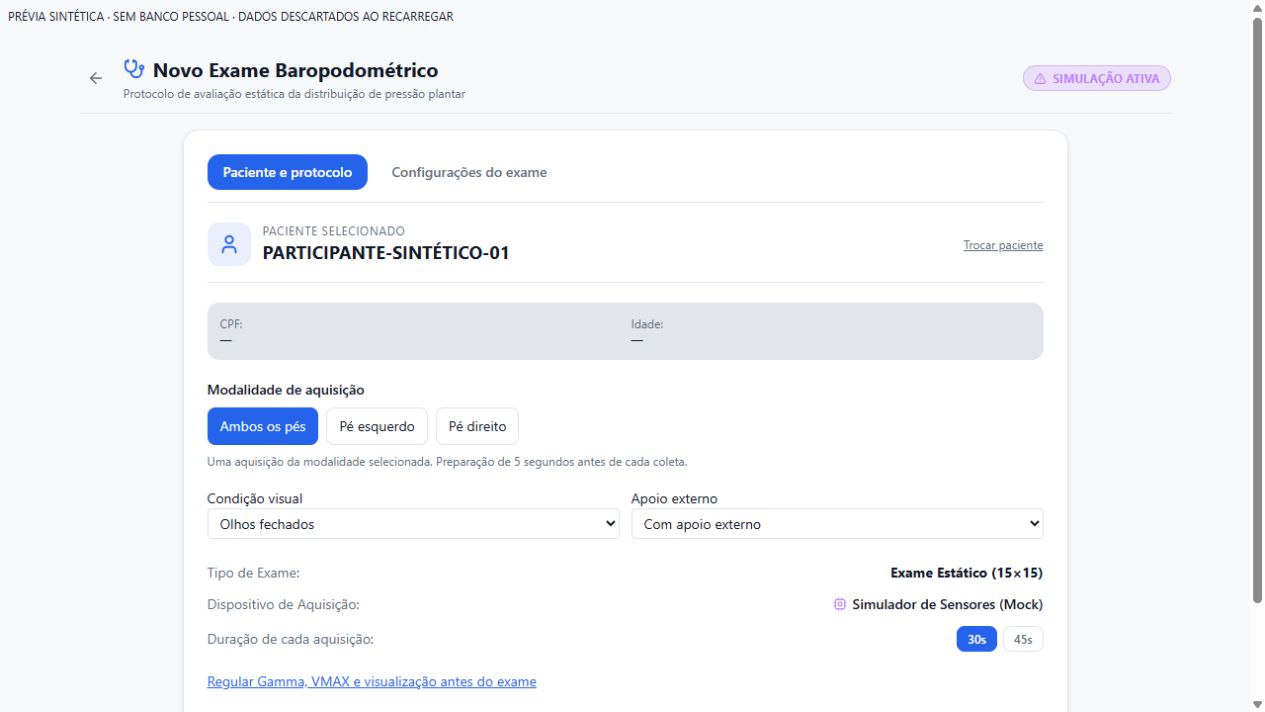 PRÉVIA SINTÉTICA · SEM BANCO PESSOAL · DADOS DESCARTADOS AO RECARREGAR
Novo Exame Baropodométrico
SIMULAÇÃO ATIVA
Protocolo de avaliação estática da distribuição de pressão plantar
Paciente e protocolo
Configurações do exame
PACIENTE SELECIONADO
PARTICIPANTE-SINTÉTICO-01
Trocar paciente
CPF:
—
Idade:
—
Modalidade de aquisição
Ambos os pés
Pé esquerdo
Pé direito
Uma aquisição da modalidade selecionada. Preparação de 5 segundos antes de cada coleta.
Condição visual
Olhos fechados
Apoio externo
Com apoio externo
Tipo de Exame:
Exame Estático (15×15)
Dispositivo de Aquisição:
Simulador de Sensores (Mock)
Duração de cada aquisição:
30s
45s
Regular Gamma, VMAX e visualização antes do exame